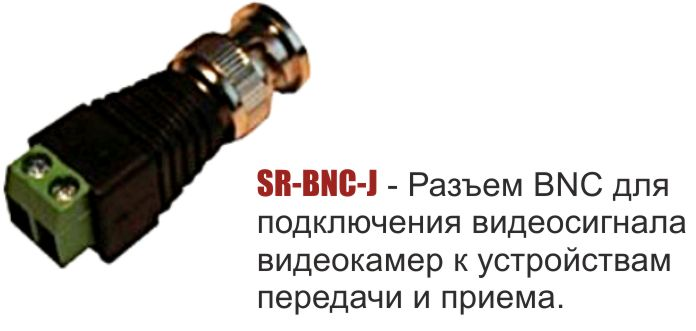 SR-BNC-J - Разъем BNC для
подключения видеосигнала
видеокамер к устройствам
передачи и приема.